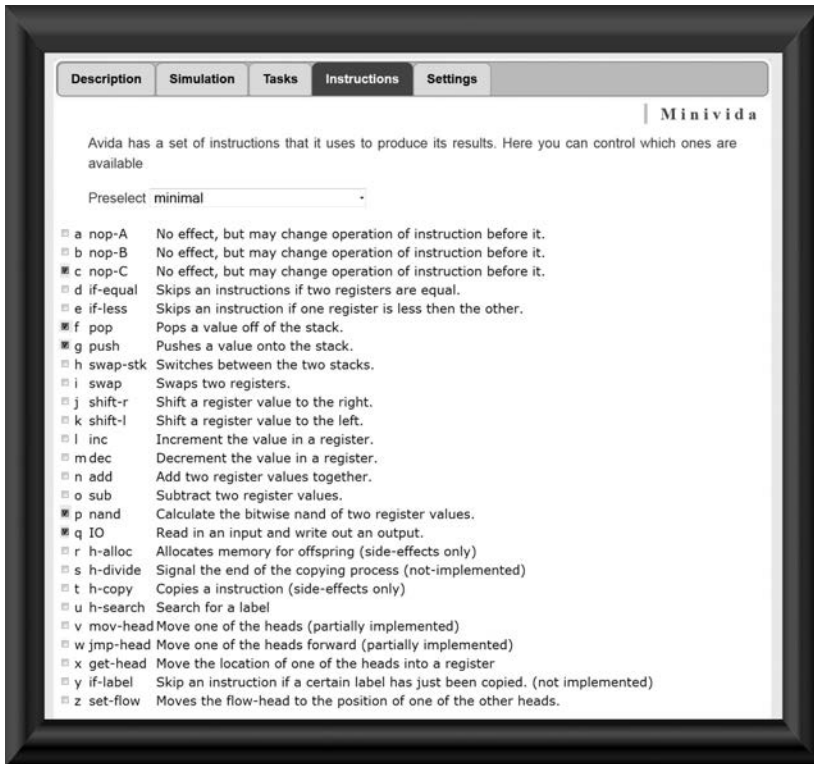 Description Simulation Tasks Instructions Settings
Minivida
Avida has a set of instructions that it uses to produce its results. Here you can control which ones are
available
Preselect minimal
a nop-A No effect, but may change operation of instruction before it.
b nop-B No effect, but may change operation of instruction before it.
c nop-C No effect, but may change operation of instruction before it.
d if-equal Skips an instructions if two registers are equal.
e if-less Skips an instruction if one register is less then the other.
f pop Pops a value off of the stack.
g push Pushes a value onto the stack.
h swap-stk Switches between the two stacks.
i swap Swaps two registers.
j shift-r Shift a register value to the right.
k shift-l Shift a register value to the left.
l inc Increment the value in a register.
m dec Decrement the value in a register.
n add Add two register values together.
o sub Subtract two register values.
p nand Calculate the bitwise nand of two register values.
q IO Read in an input and write out an output.
r h-alloc Allocates memory for offspring (side-effects only)
s h-divide Signal the end of the copying process (not-implemented)
t h-copy Copies a instruction (side-effects only)
u h-search Search for a label
v mov-head Move one of the heads (partially implemented)
w jmp-head Move one of the heads forward (partially implemented)
x get-head Move the location of one of the heads into a register
y if-label Skip an instruction if a certain label has just been copied. (not implemented)
z set-flow Moves the flow-head to the position of one of the other heads.